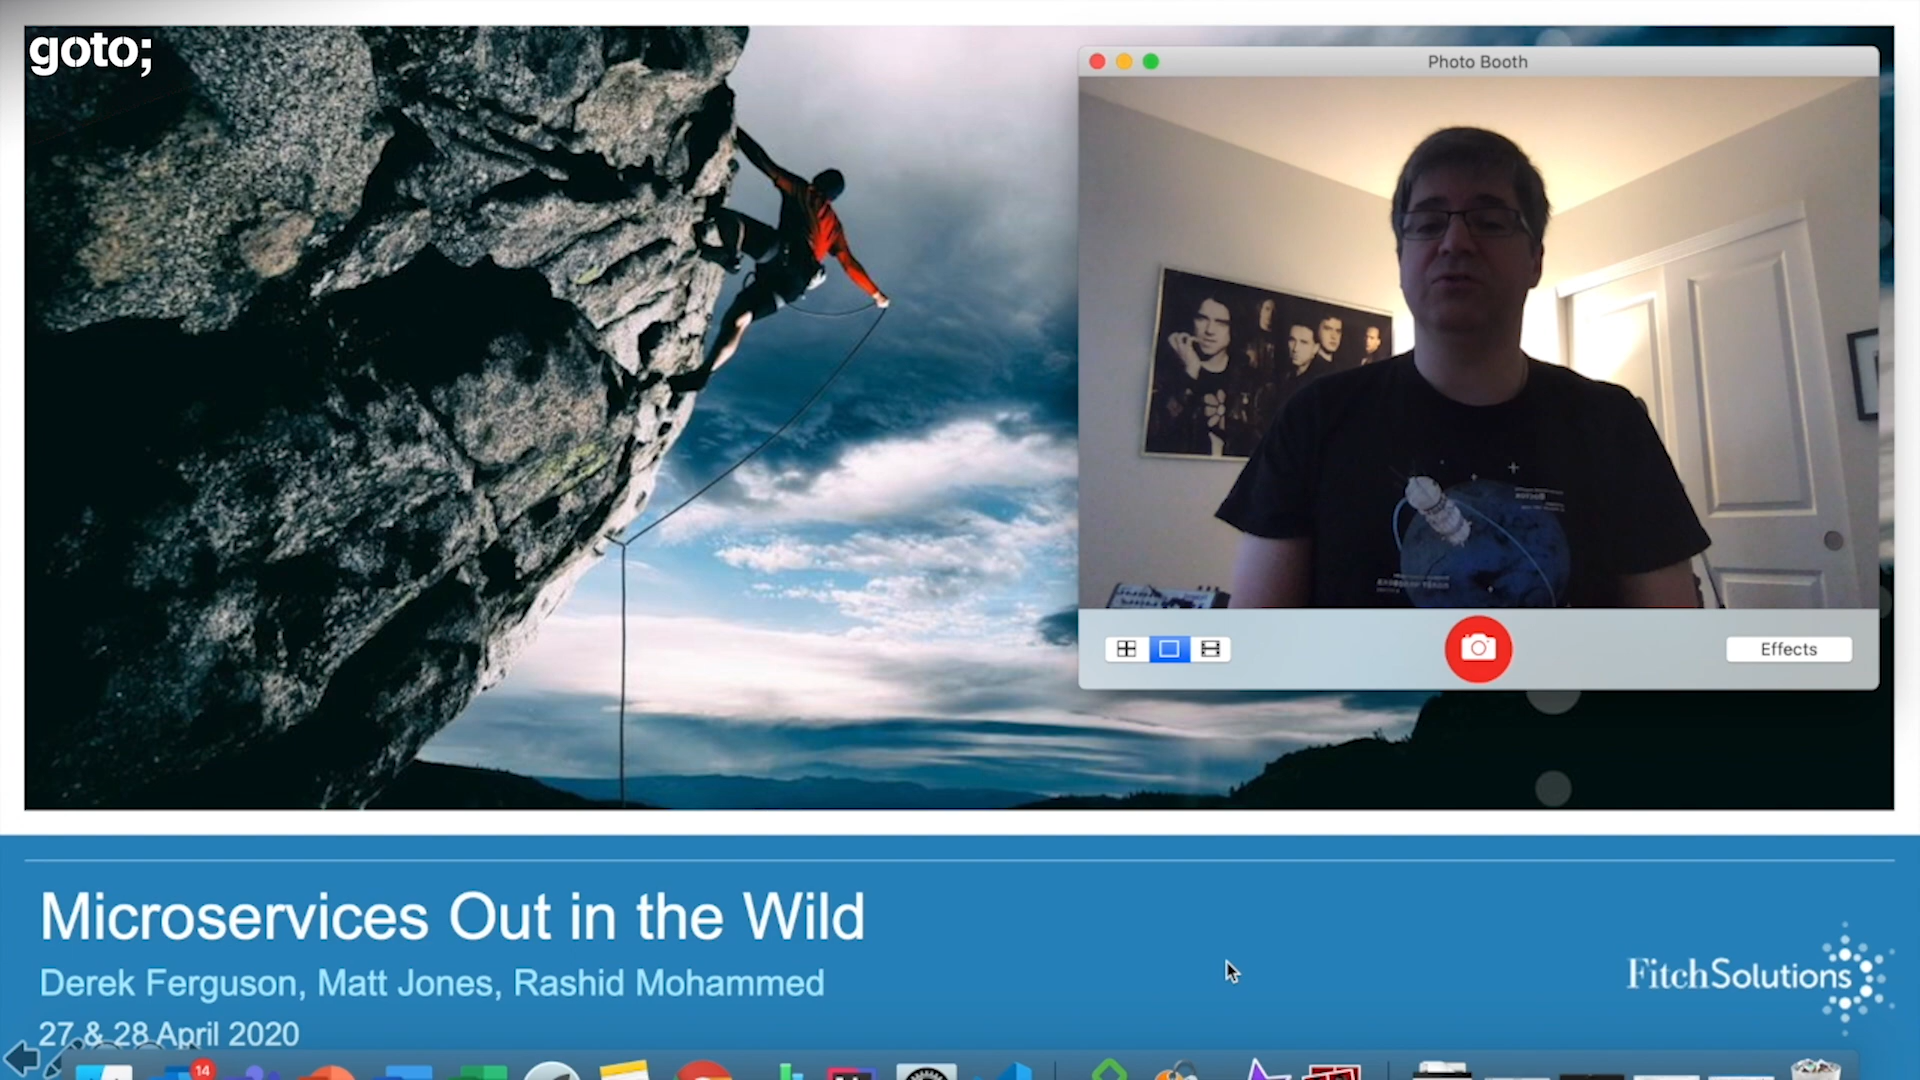 goto;
Photo Booth
Effects
Microservices Out in the Wild
Derek Ferguson, Matt Jones, Rashid Mohammed
27 & 28 April 2020
FitchSolutions
14